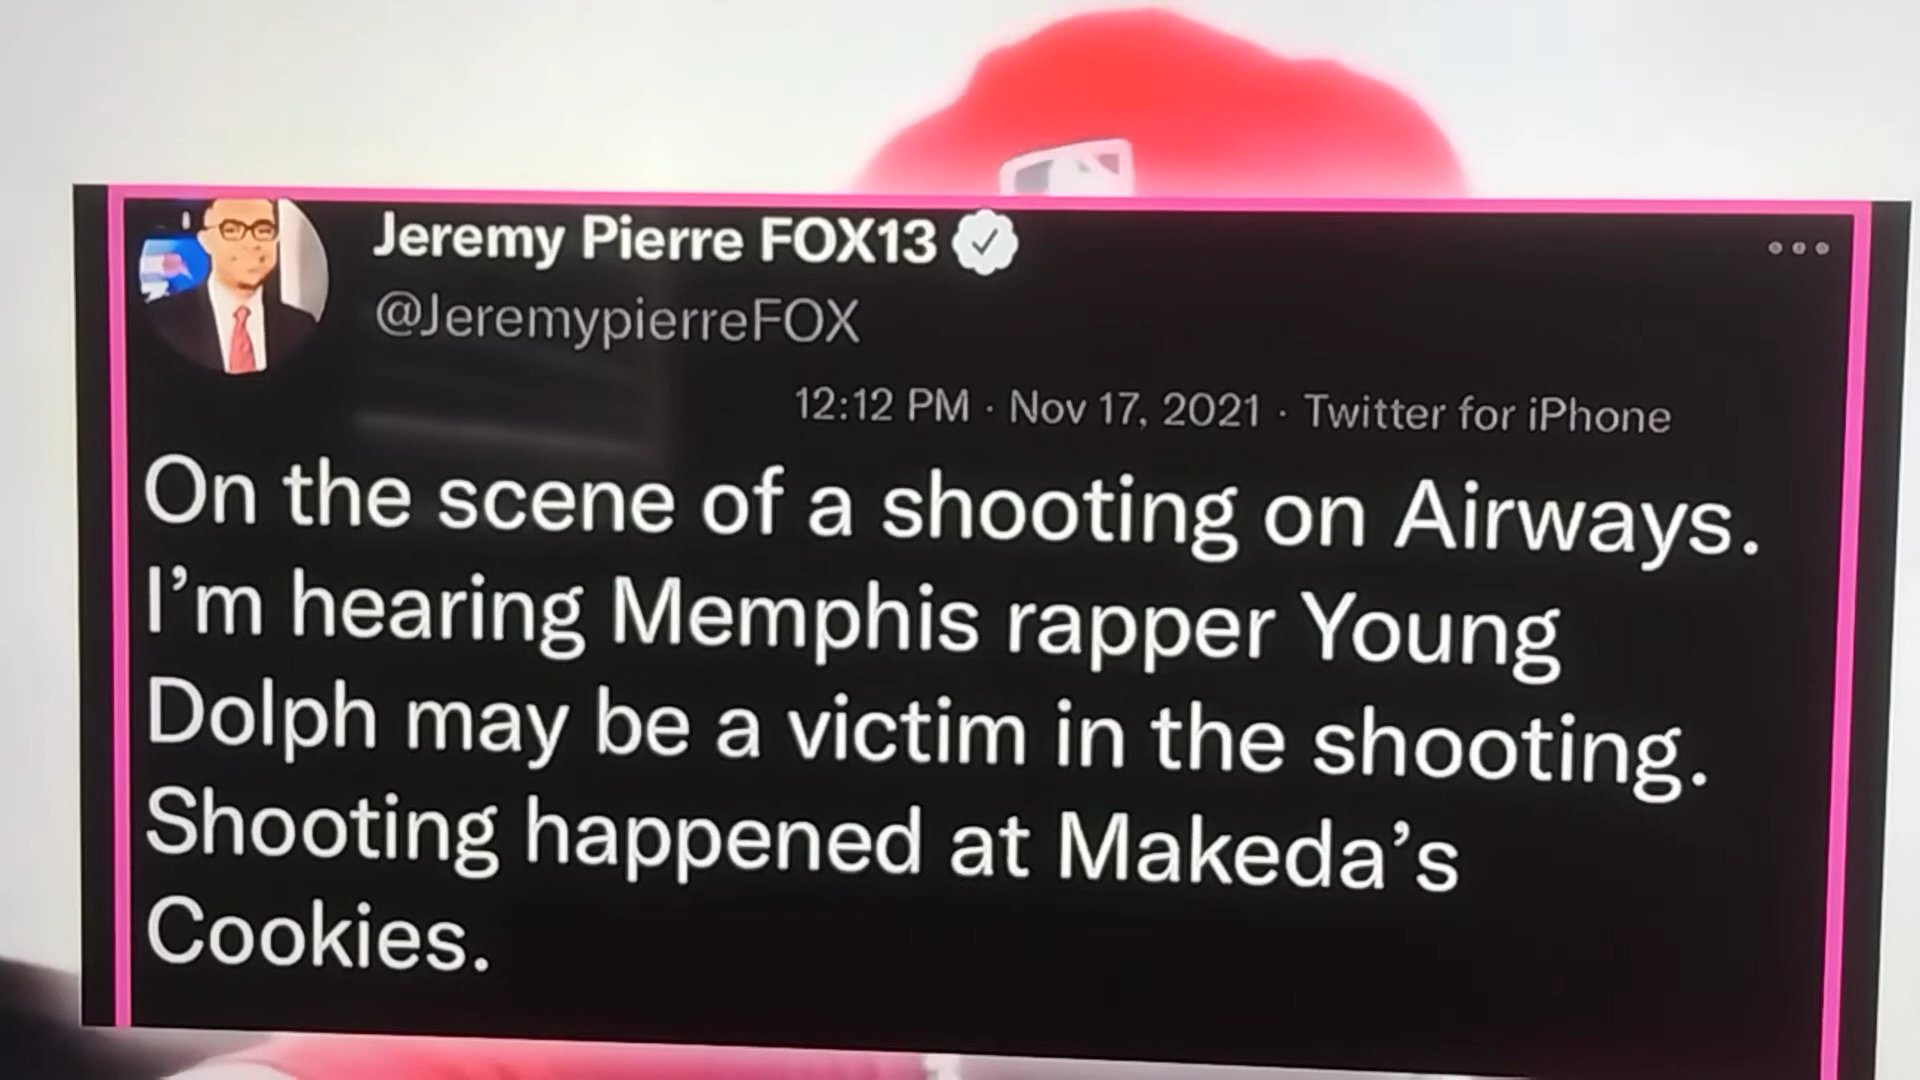 Jeremy Pierre FOX13
@JeremypierreFOX
12:12 PM · Nov 17, 2021 · Twitter for iPhone
On the scene of a shooting on Airways.
I’m hearing Memphis rapper Young
Dolph may be a victim in the shooting.
Shooting happened at Makeda’s
Cookies.